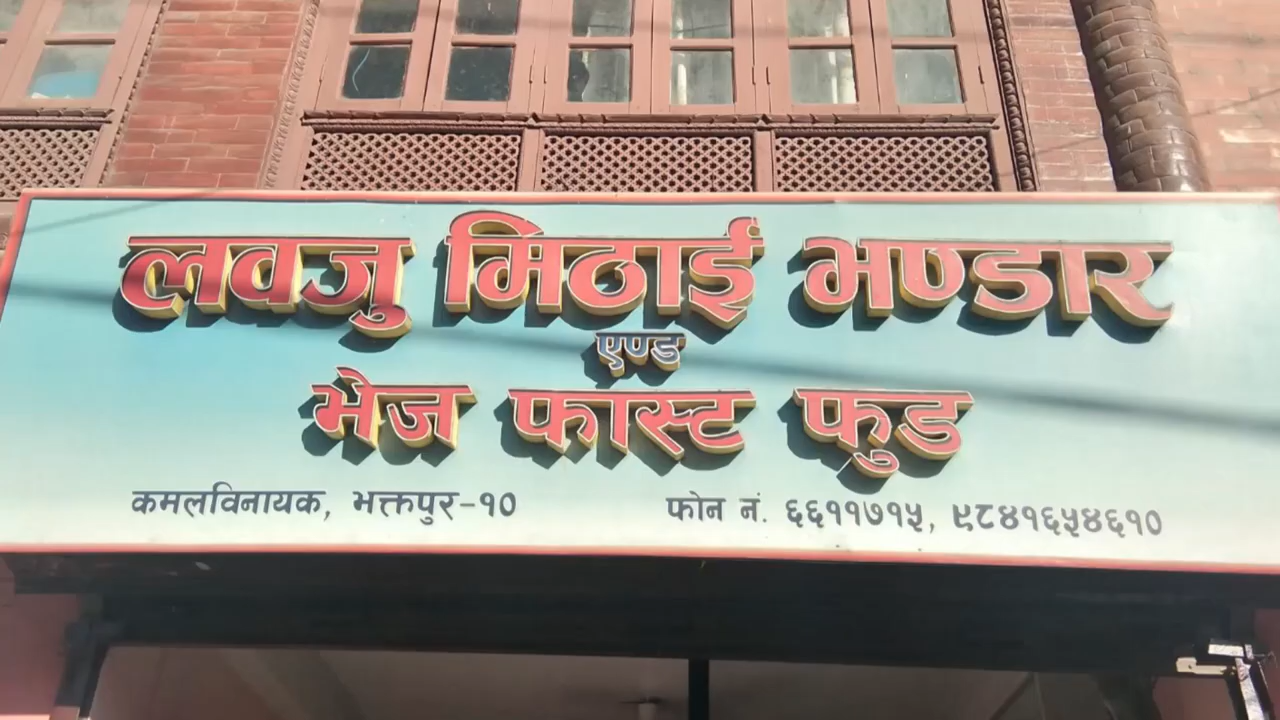 लवजु मिठाई भण्डार
एण्ड
भेज फास्ट फुड
कमलविनायक, भक्तपुर-१० फोन नं. ६६११७१५, ९८४१६५४६१०